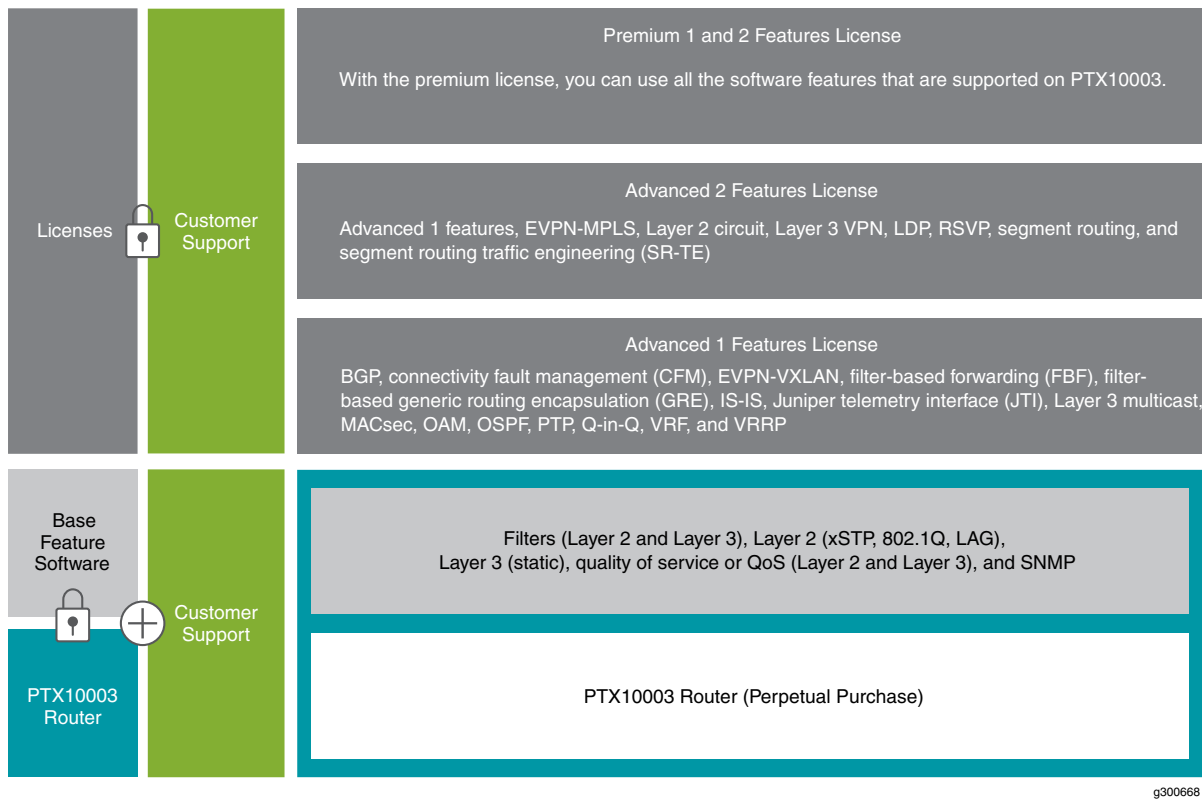 Premium 1 and 2 Features License
With the premium license, you can use all the software features that are supported on PTX10003.
Advanced 2 Features License
Licenses
Customer
Support
Advanced 1 features, EVPN-MPLS, Layer 2 circuit, Layer 3 VPN, LDP, RSVP, segment routing, and
segment routing traffic engineering (SR-TE)
Advanced 1 Features License
BGP, connectivity fault management (CFM), EVPN-VXLAN, filter-based forwarding (FBF), filter-
based generic routing encapsulation (GRE), IS-IS, Juniper telemetry interface (JTI), Layer 3 multicast,
MACsec, OAM, OSPF, PTP, Q-in-Q, VRF, and VRRP
Base
Feature
Software
Filters (Layer 2 and Layer 3), Layer 2 (xSTP, 802.1Q, LAG),
Layer 3 (static), quality of service or QoS (Layer 2 and Layer 3), and SNMP
Customer
Support
PTX10003
Router
PTX10003 Router (Perpetual Purchase)
g300668